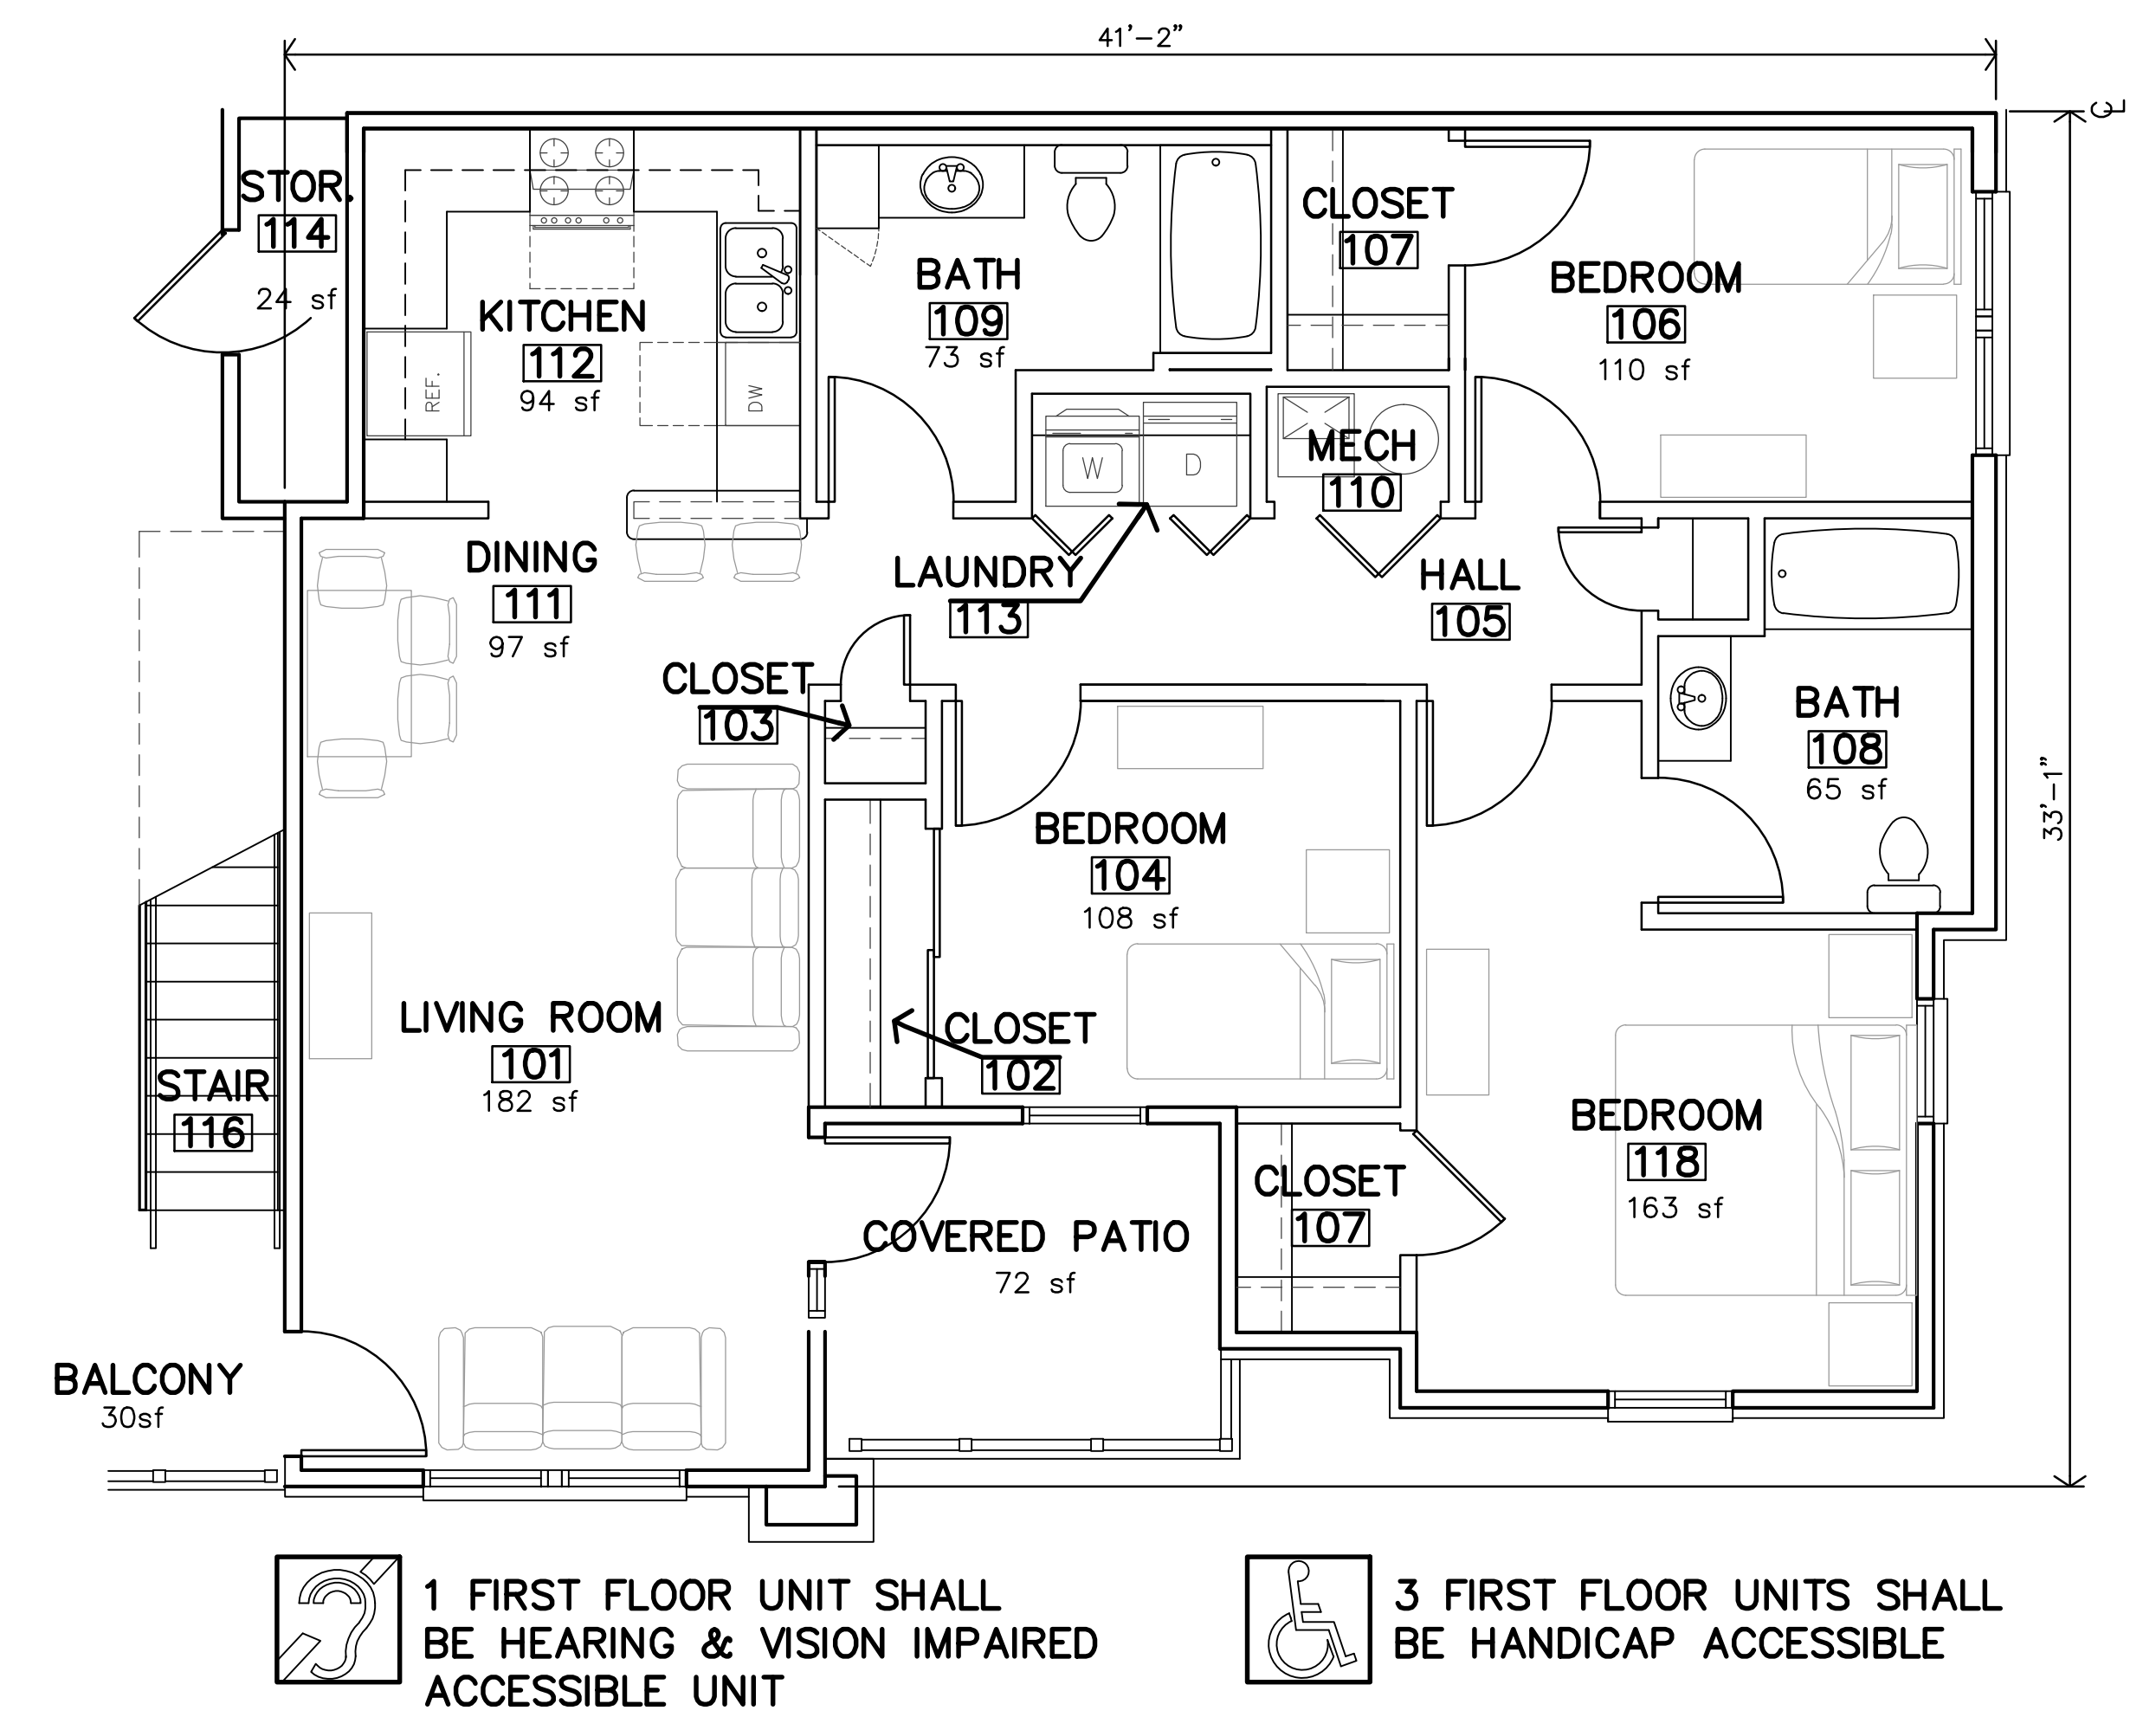 41'-2"
℄
STOR.
114
24 sf
KITCHEN
112
94 sf
REF.
DW
BATH
109
73 sf
CLOSET
107
BEDROOM
106
110 sf
W
D
MECH
110
LAUNDRY
113
HALL
105
DINING
111
97 sf
CLOSET
103
BATH
108
65 sf
33'-1"
BEDROOM
104
108 sf
LIVING ROOM
101
182 sf
CLOSET
102
STAIR
116
BEDROOM
118
163 sf
CLOSET
107
COVERED PATIO
72 sf
BALCONY
30sf
1 FIRST FLOOR UNIT SHALL
BE HEARING & VISION IMPAIRED
ACCESSIBLE UNIT
3 FIRST FLOOR UNITS SHALL
BE HANDICAP ACCESSIBLE